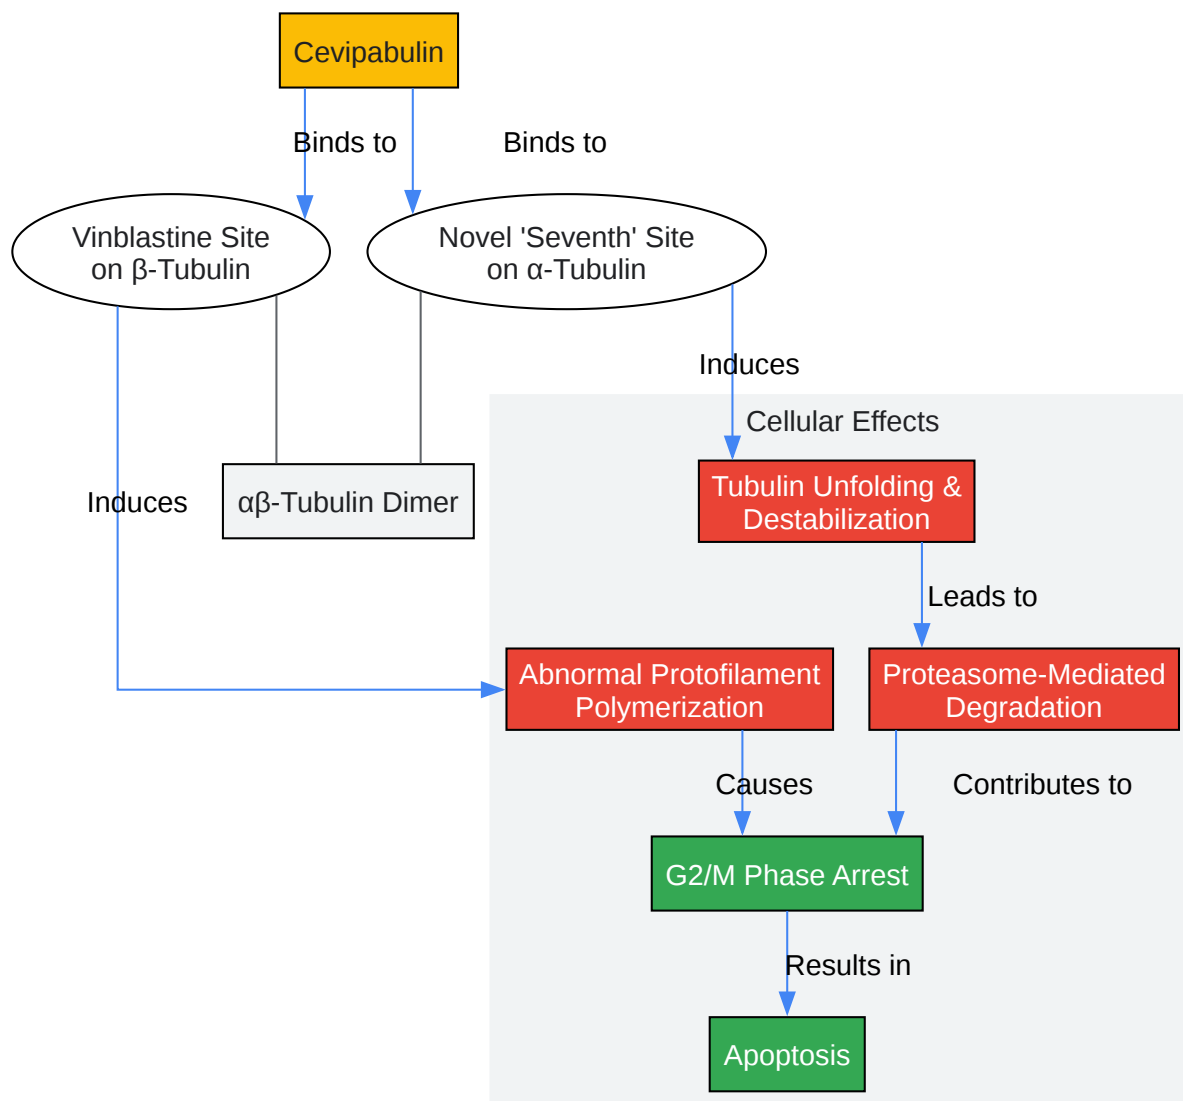 Cevipabulin
Binds to
Binds to
Vinblastine Site
on β-Tubulin
Novel 'Seventh' Site
on α-Tubulin
Induces
Cellular Effects
Tubulin Unfolding &
Destabilization
Induces
αβ-Tubulin Dimer
Leads to
Abnormal Protofilament
Polymerization
Proteasome-Mediated
Degradation
Causes
Contributes to
G2/M Phase Arrest
Results in
Apoptosis